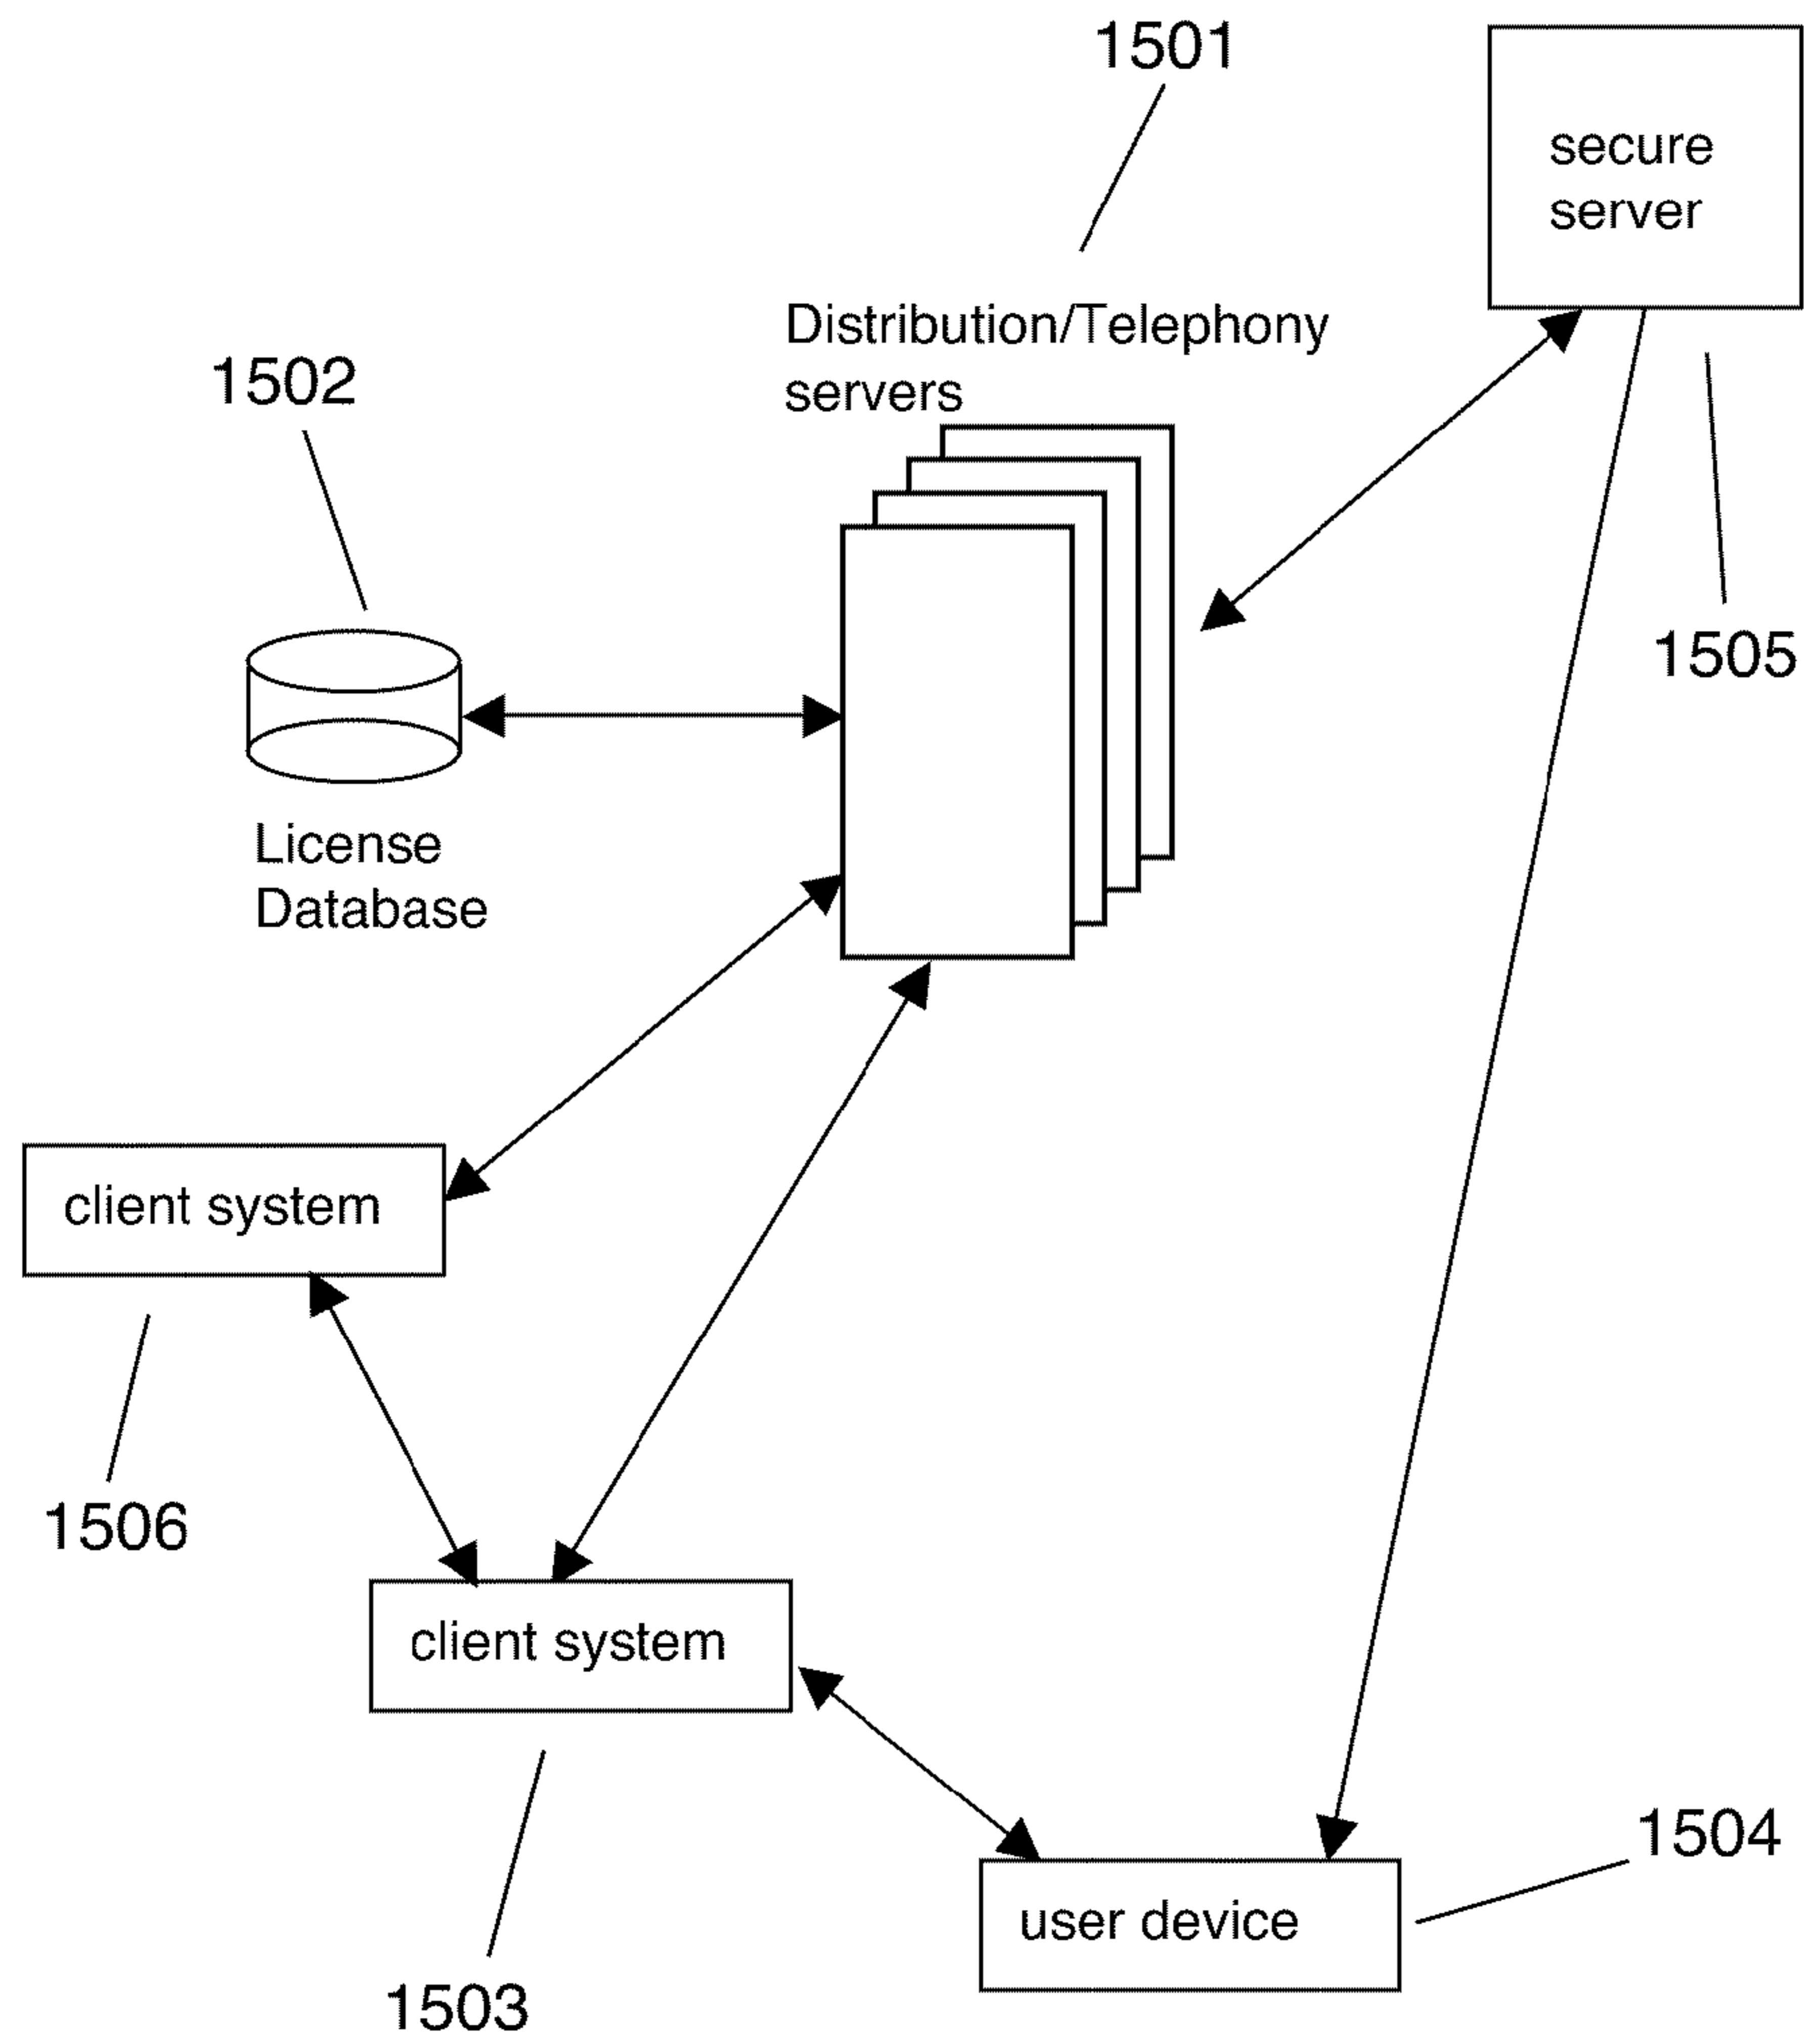 1501
secure
server
Distribution/Telephony
servers
1502
1505
License
Database
client system
1506
client system
1504
user device
1503